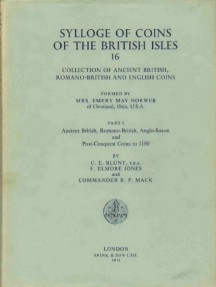 SYLLOGE OF COINS
OF THE BRITISH ISLES
16
COLLECTION OF ANCIENT BRITISH,
ROMANO-BRITISH AND ENGLISH COINS
FORMED BY
MRS. EMERY MAY NORWEB
of Cleveland, Ohio, U.S.A.
PART I
Ancient British, Romano-British, Anglo-Saxon
and
Post-Conquest Coins to 1180
BY
C. E. BLUNT, F.B.A.
F. ELMORE JONES
and
COMMANDER R. P. MACK
LONDON
SPINK & SON LTD.
1971